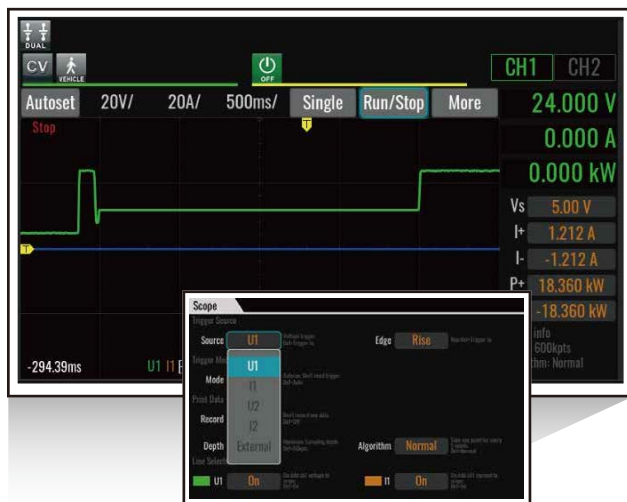 DUAL
CV VEHICLE OFF CH1 CH2
Autoset 20V/ 20A/ 500ms/ Single Run/Stop More 24.000 V
Stop T 0.000 A
0.000 kW
Vs 5.00 V
I+ 1.212 A
T I- -1.212 A
P+ 18.360 kW
-18.360 kW
info
600kpts
thm: Normal
-294.39ms U1 I1
Scope
Trigger Source
Source U1 Edge Rise
U1
Mode I1
Print Data U2
Record I2
Depth External Algorithm Normal
U1 On I1 On